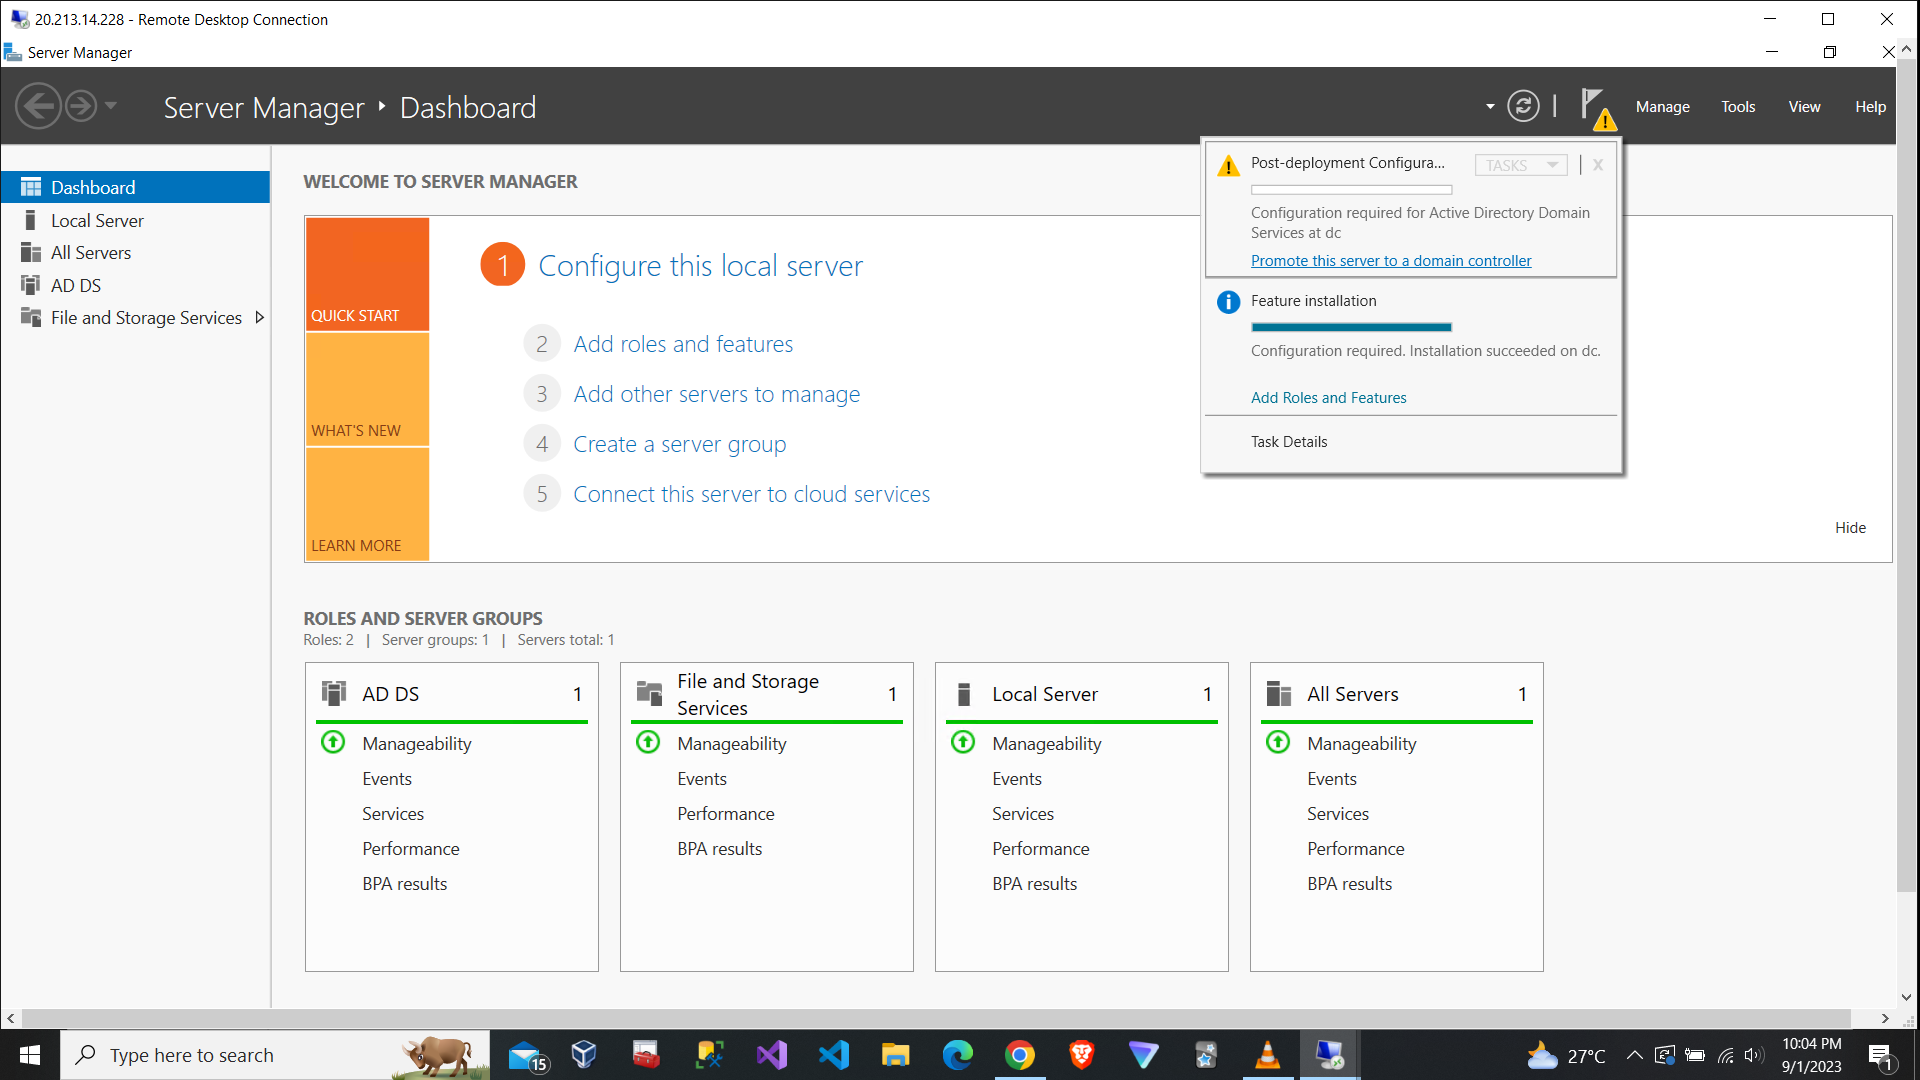 20.213.14.228 - Remote Desktop Connection
Server Manager
Server Manager ‣ Dashboard
Manage
Tools
View
Help
Dashboard
Local Server
All Servers
AD DS
File and Storage Services
WELCOME TO SERVER MANAGER
QUICK START
WHAT'S NEW
LEARN MORE
1 Configure this local server
2 Add roles and features
3 Add other servers to manage
4 Create a server group
5 Connect this server to cloud services
Hide
Post-deployment Configura...
TASKS
X
Configuration required for Active Directory Domain
Services at dc
Promote this server to a domain controller
Feature installation
Configuration required. Installation succeeded on dc.
Add Roles and Features
Task Details
ROLES AND SERVER GROUPS
Roles: 2 | Server groups: 1 | Servers total: 1
AD DS 1
Manageability
Events
Services
Performance
BPA results
File and Storage
Services 1
Manageability
Events
Performance
BPA results
Local Server 1
Manageability
Events
Services
Performance
BPA results
All Servers 1
Manageability
Events
Services
Performance
BPA results
Type here to search
15
27°C
10:04 PM
9/1/2023
1